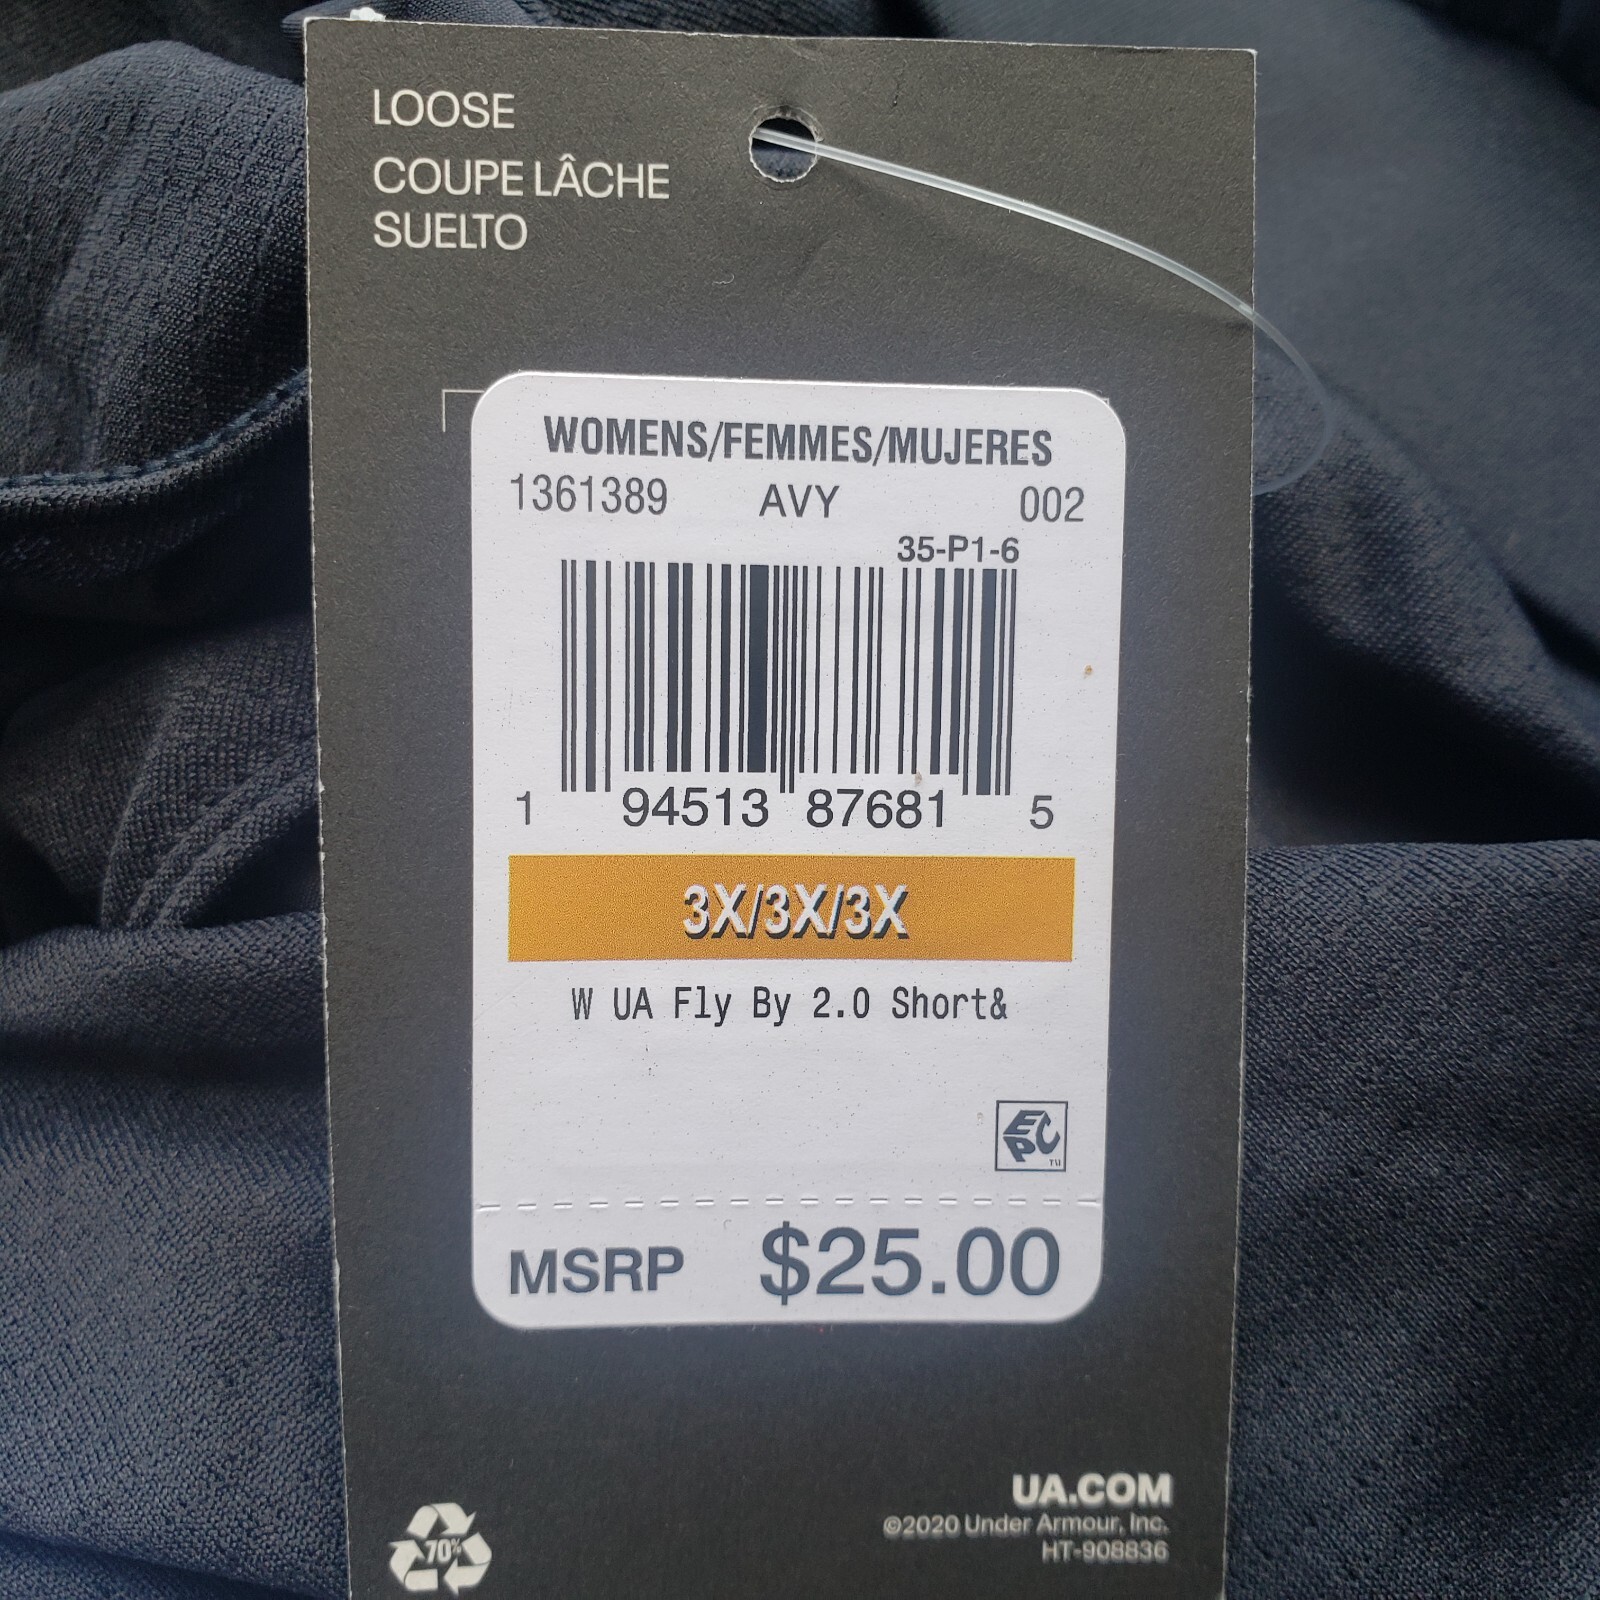 LOOSE
COUPE LÂCHE
SUELTO
WOMENS/FEMMES/MUJERES
1361389 AVY 002
35-P1-6
1 94513 87681 5
3X/3X/3X
W UA Fly By 2.0 Short&
EPC™
MSRP $25.00
UA.COM
©2020 Under Armour, Inc.
HT-908836
70%